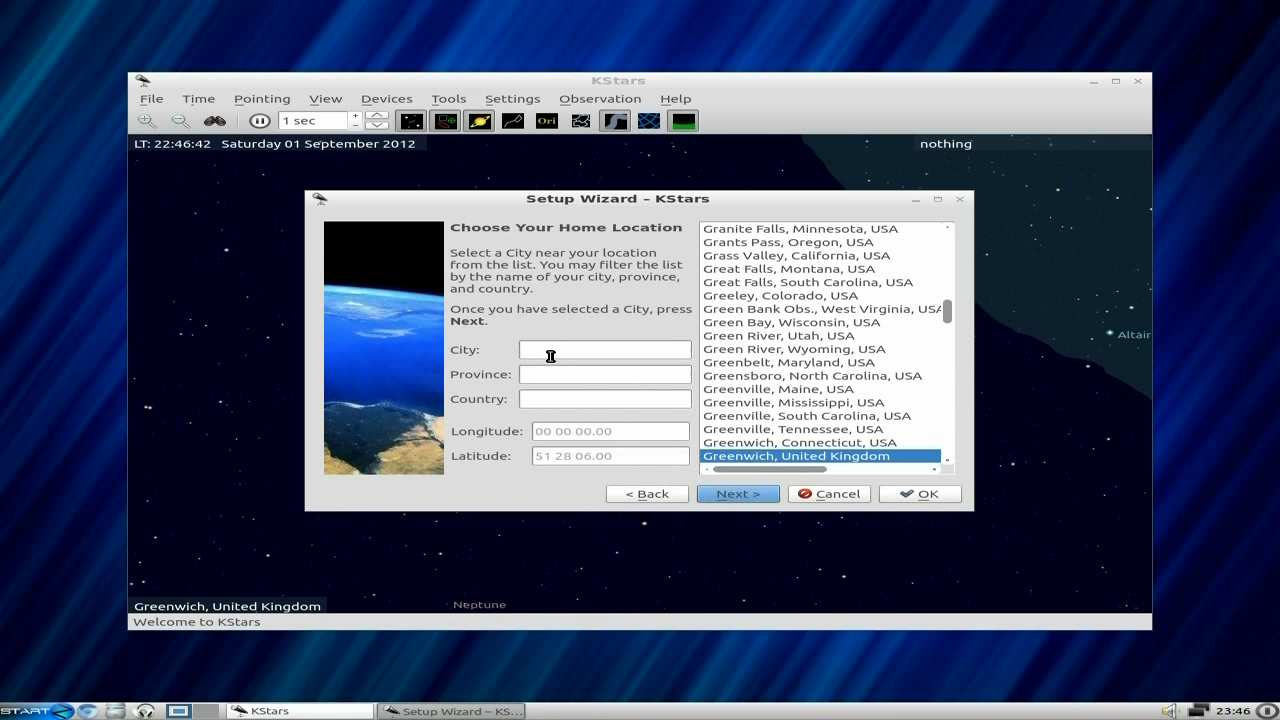 KStars
File Time Pointing View Devices Tools Settings Observation Help
1 sec
Ori
LT: 22:46:42 Saturday 01 September 2012
nothing
Setup Wizard – KStars
Choose Your Home Location
Select a City near your location
from the list. You may filter the list
by the name of your city, province,
and country.
Once you have selected a City, press
Next.
City:
Province:
Country:
Longitude: 00 00 00.00
Latitude: 51 28 06.00
Granite Falls, Minnesota, USA
Grants Pass, Oregon, USA
Grass Valley, California, USA
Great Falls, Montana, USA
Great Falls, South Carolina, USA
Greeley, Colorado, USA
Green Bank Obs., West Virginia, USA
Green Bay, Wisconsin, USA
Green River, Utah, USA
Green River, Wyoming, USA
Greenbelt, Maryland, USA
Greensboro, North Carolina, USA
Greenville, Maine, USA
Greenville, Mississippi, USA
Greenville, South Carolina, USA
Greenville, Tennessee, USA
Greenwich, Connecticut, USA
Greenwich, United Kingdom
< Back
Next >
Cancel
OK
Altair
Neptune
Greenwich, United Kingdom
Welcome to KStars
START
KStars
Setup Wizard – KS...
23:46